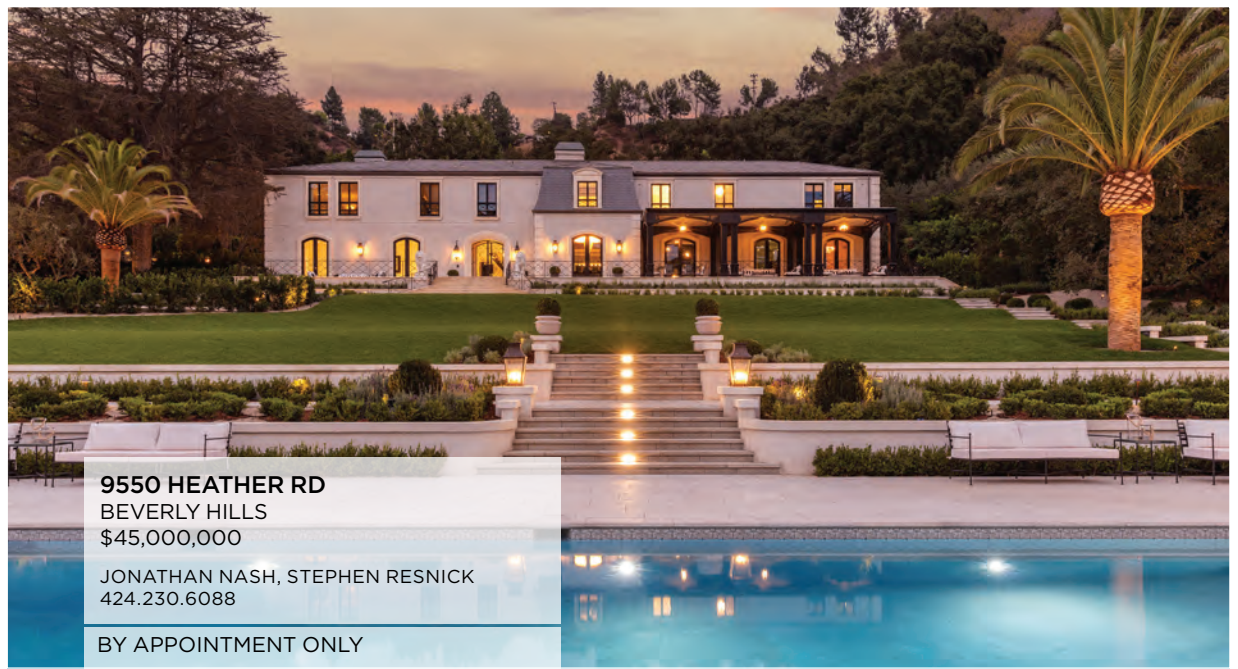 9550 HEATHER RD
BEVERLY HILLS
$45,000,000
JONATHAN NASH, STEPHEN RESNICK
424.230.6088
BY APPOINTMENT ONLY